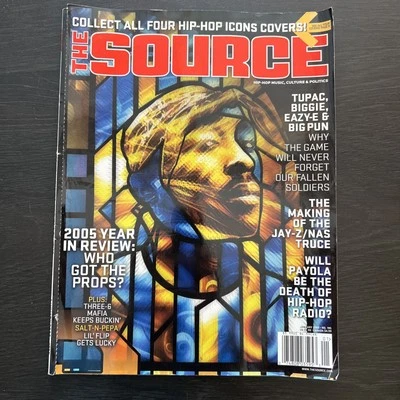 COLLECT ALL FOUR HIP-HOP ICONS COVERS!
THE SOURCE
HIP-HOP MUSIC, CULTURE & POLITICS
TUPAC,
BIGGIE,
EAZY-E &
BIG PUN
WHY
THE GAME
WILL NEVER
FORGET
OUR FALLEN
SOLDIERS
THE
MAKING
OF THE
JAY-Z/NAS
TRUCE
WILL
PAYOLA
BE THE
DEATH OF
HIP-HOP
RADIO?
2005 YEAR
IN REVIEW:
WHO
GOT THE
PROPS?
PLUS:
THREE-6
MAFIA
KEEPS BUCKIN'
SALT-N-PEPA
LIL' FLIP
GETS LUCKY
WWW.THESOURCE.COM